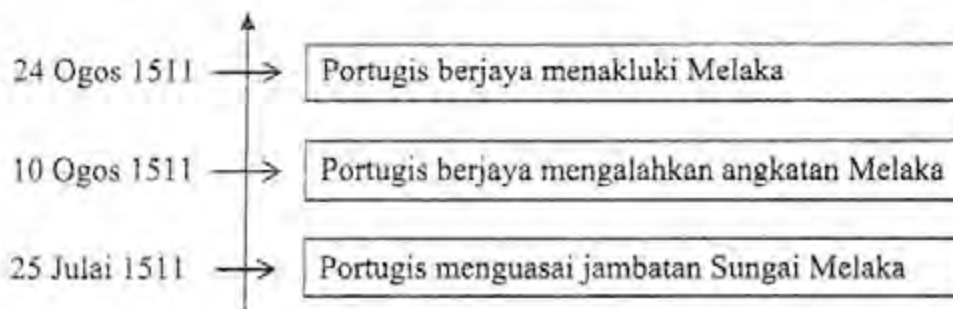 24 Ogos 1511 Portugis berjaya menakluki Melaka
10 Ogos 1511 Portugis berjaya mengalahkan angkatan Melaka
25 Julai 1511 Portugis menguasai jambatan Sungai Melaka